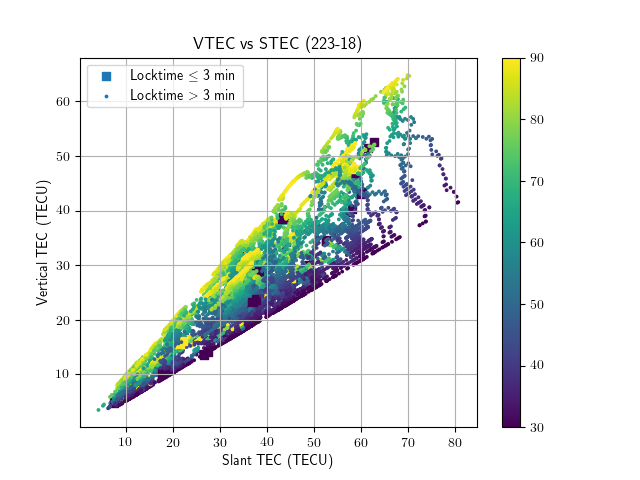 VTEC vs STEC (223-18)
Locktime ≤ 3 min
Locktime > 3 min
Vertical TEC (TECU)
60
50
40
30
20
10
10 20 30 40 50 60 70 80
Slant TEC (TECU)
90
80
70
60
50
40
30